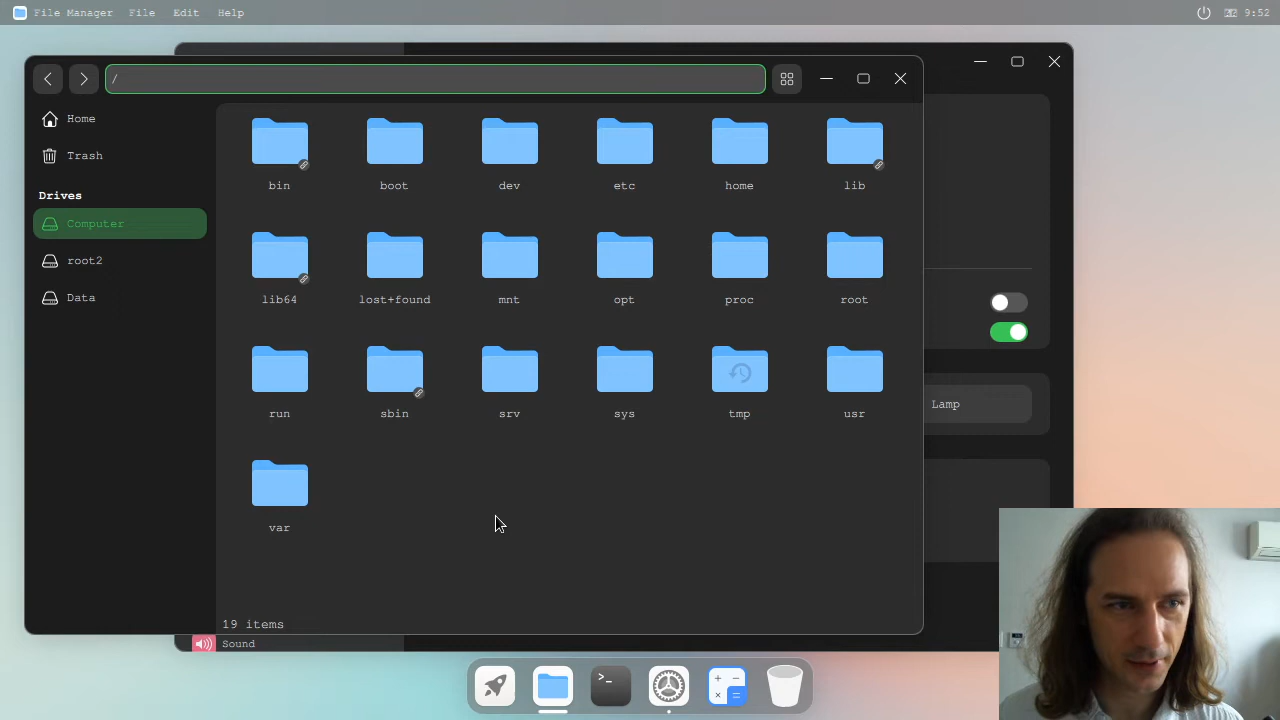 File Manager File Edit Help 9:52
/
Home
Trash
Drives
Computer
root2
Data
bin boot dev etc home lib
lib64 lost+found mnt opt proc root
run sbin srv sys tmp usr
var
19 items
Lamp
Sound
>_